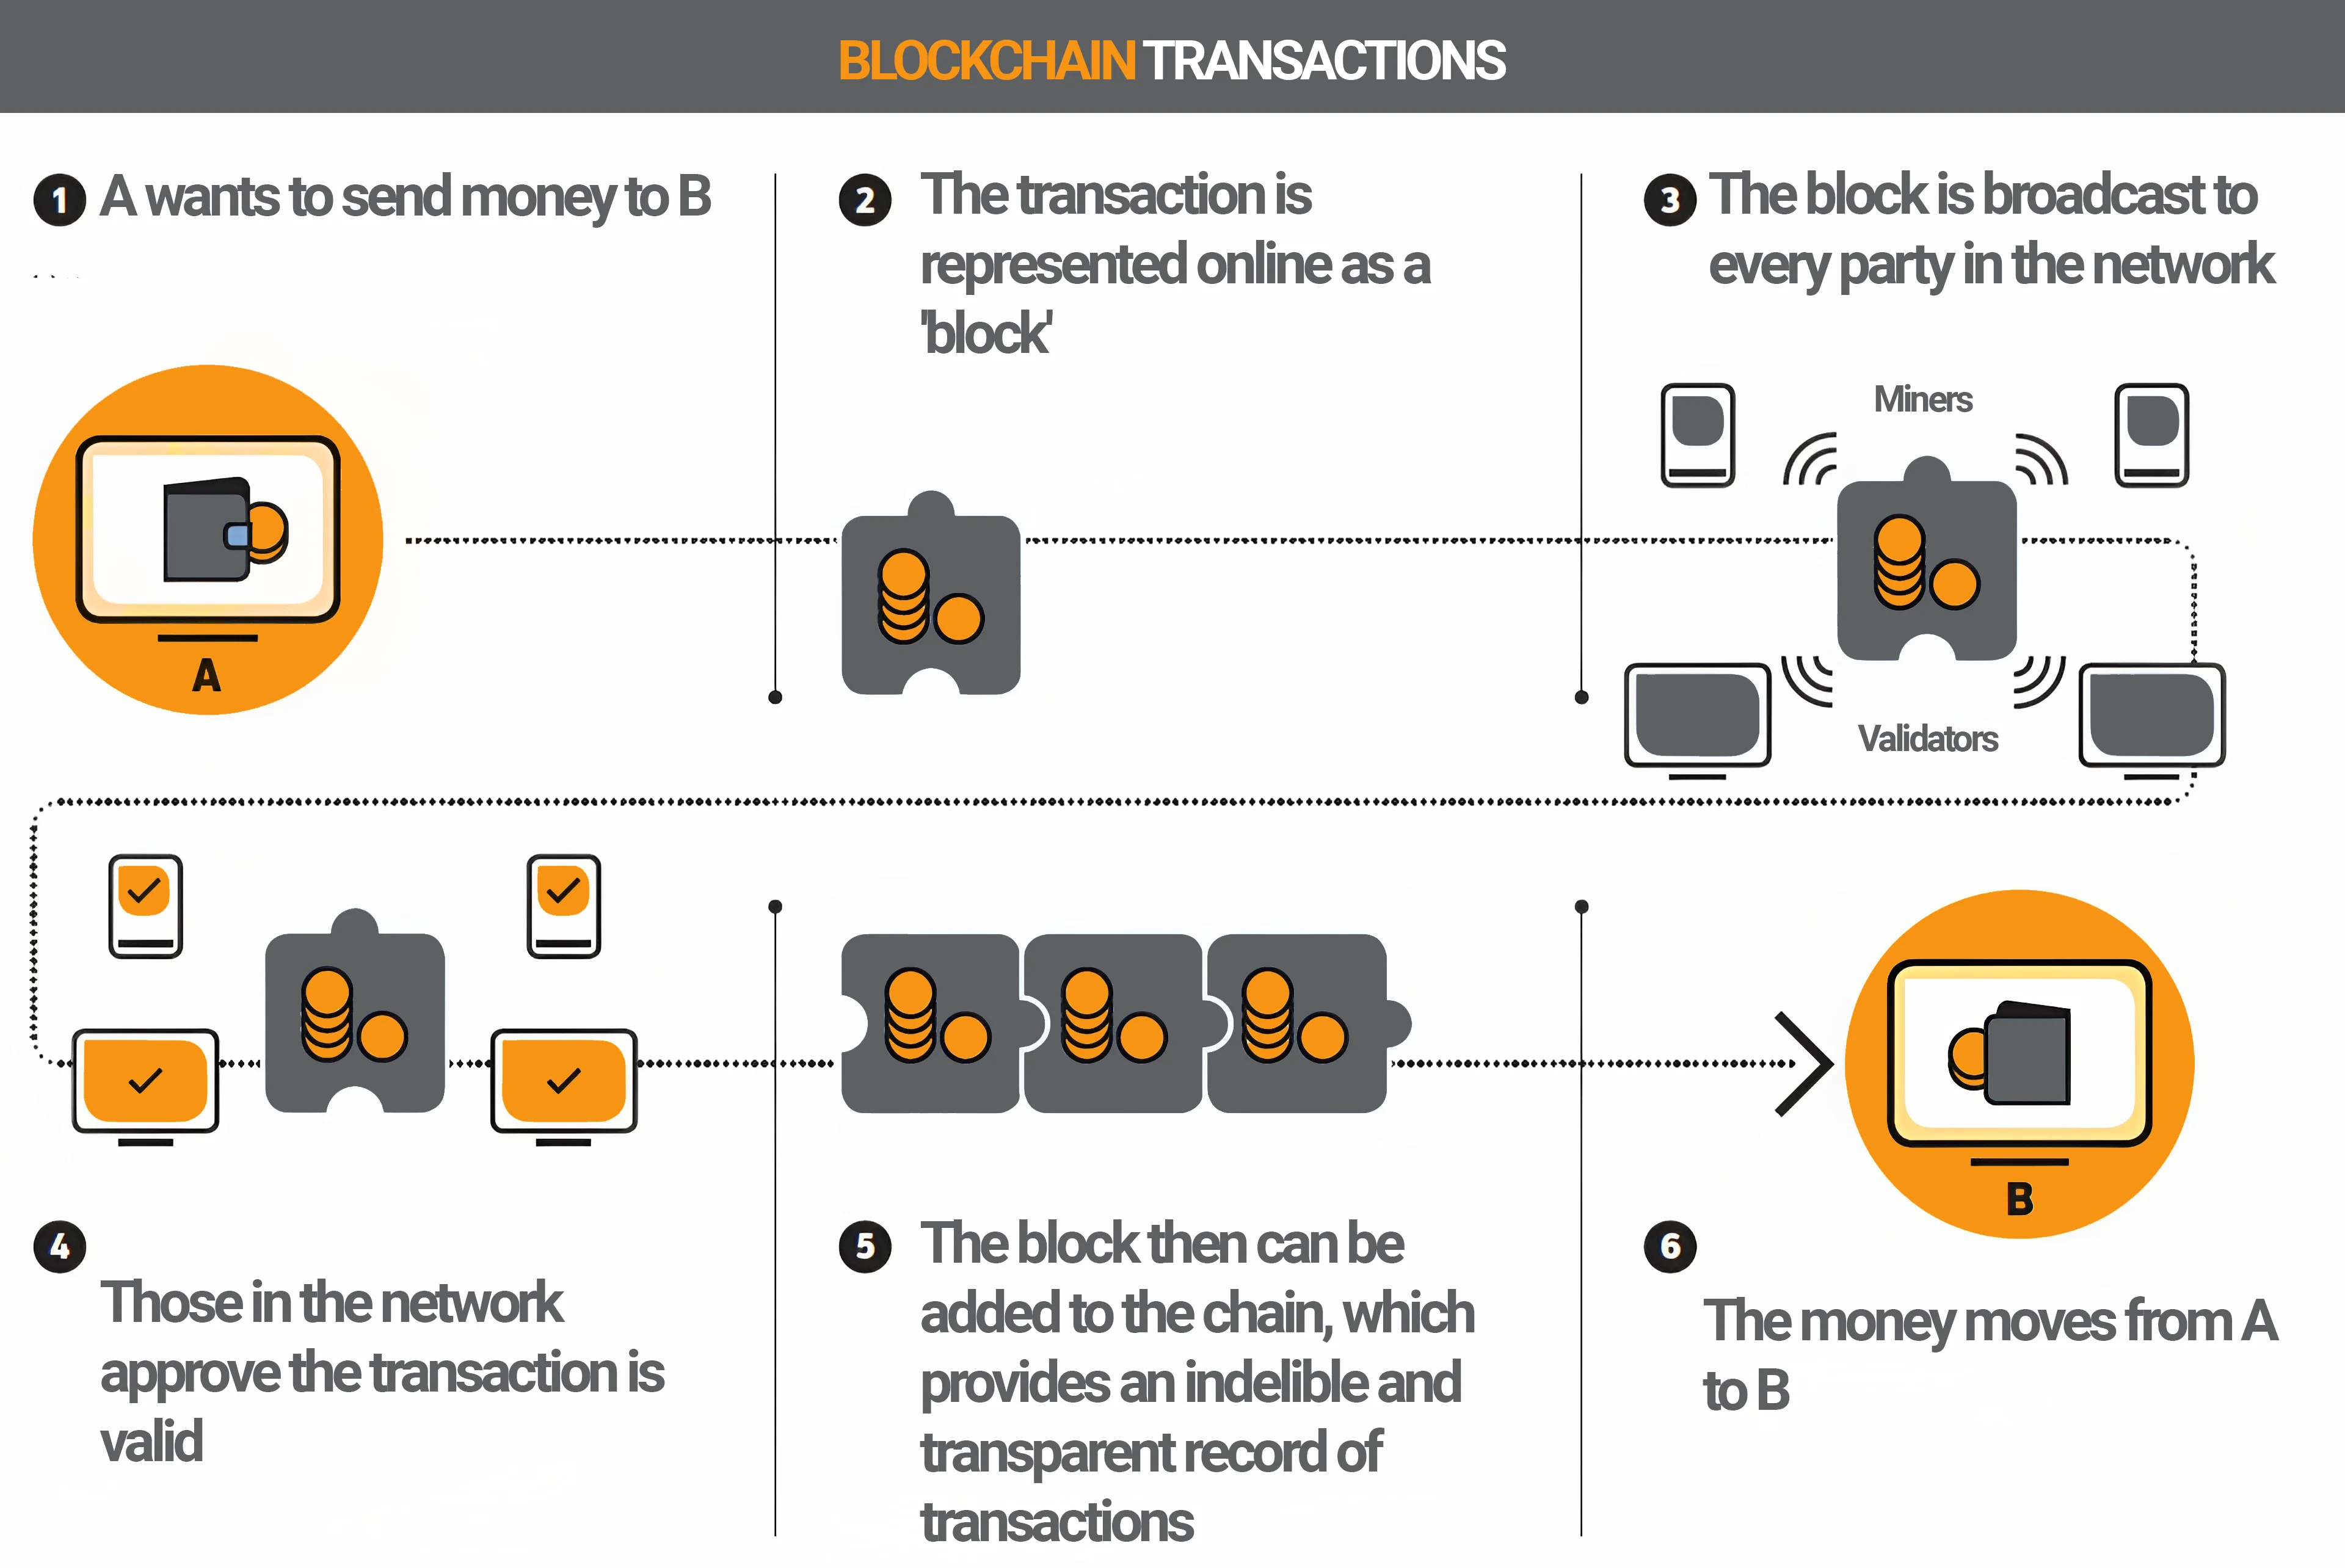 BLOCKCHAIN TRANSACTIONS
1 A wants to send money to B
2 The transaction is
represented online as a
'block'
3 The block is broadcast to
every party in the network
Miners
A
Validators
B
4
Those in the network
approve the transaction is
valid
5 The block then can be
added to the chain, which
provides an indelible and
transparent record of
transactions
6
The money moves from A
to B